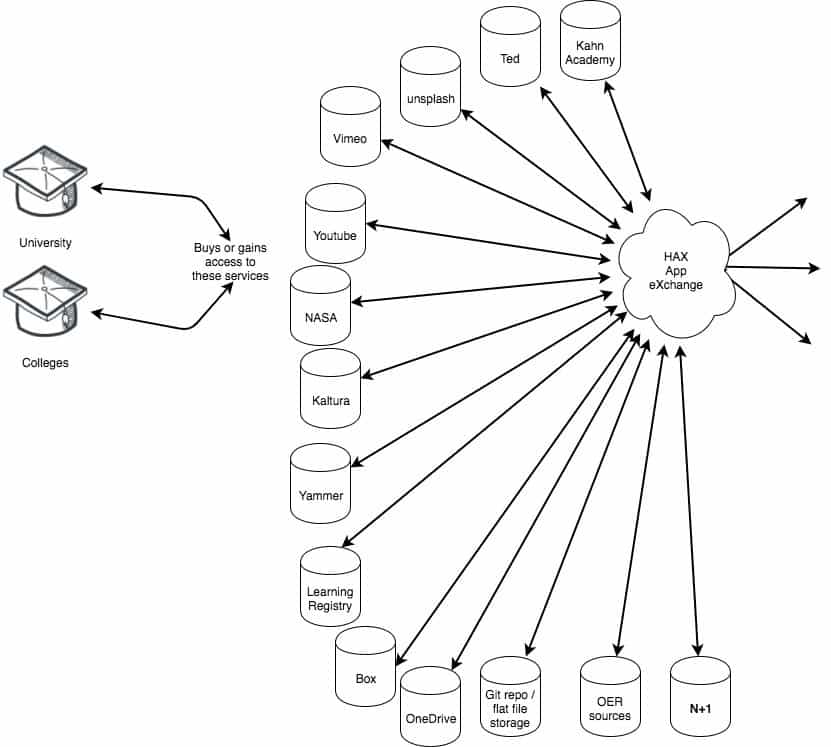 Kahn
Academy
Ted
unsplash
Vimeo
Youtube
University
Buys or gains
access to
these services
HAX
App
eXchange
NASA
Colleges
Kaltura
Yammer
Learning
Registry
Box
OneDrive
Git repo /
flat file
storage
OER
sources
N+1